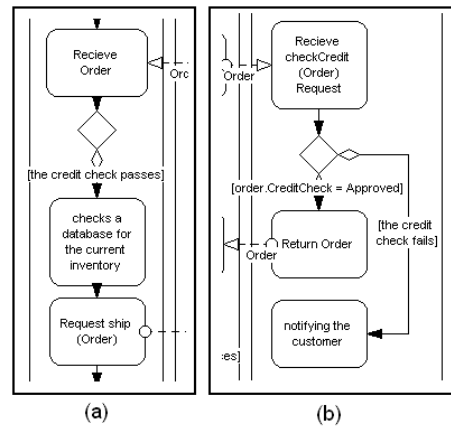 Recieve
Order
Orc
[the credit check passes]
checks a
database for
the current
inventory
Request ship
(Order)
(a)
Recieve
checkCredit
(Order)
Request
Order
[order.CreditCheck = Approved]
[the credit
check fails]
Return Order
Order
notifying the
customer
ces]
(b)